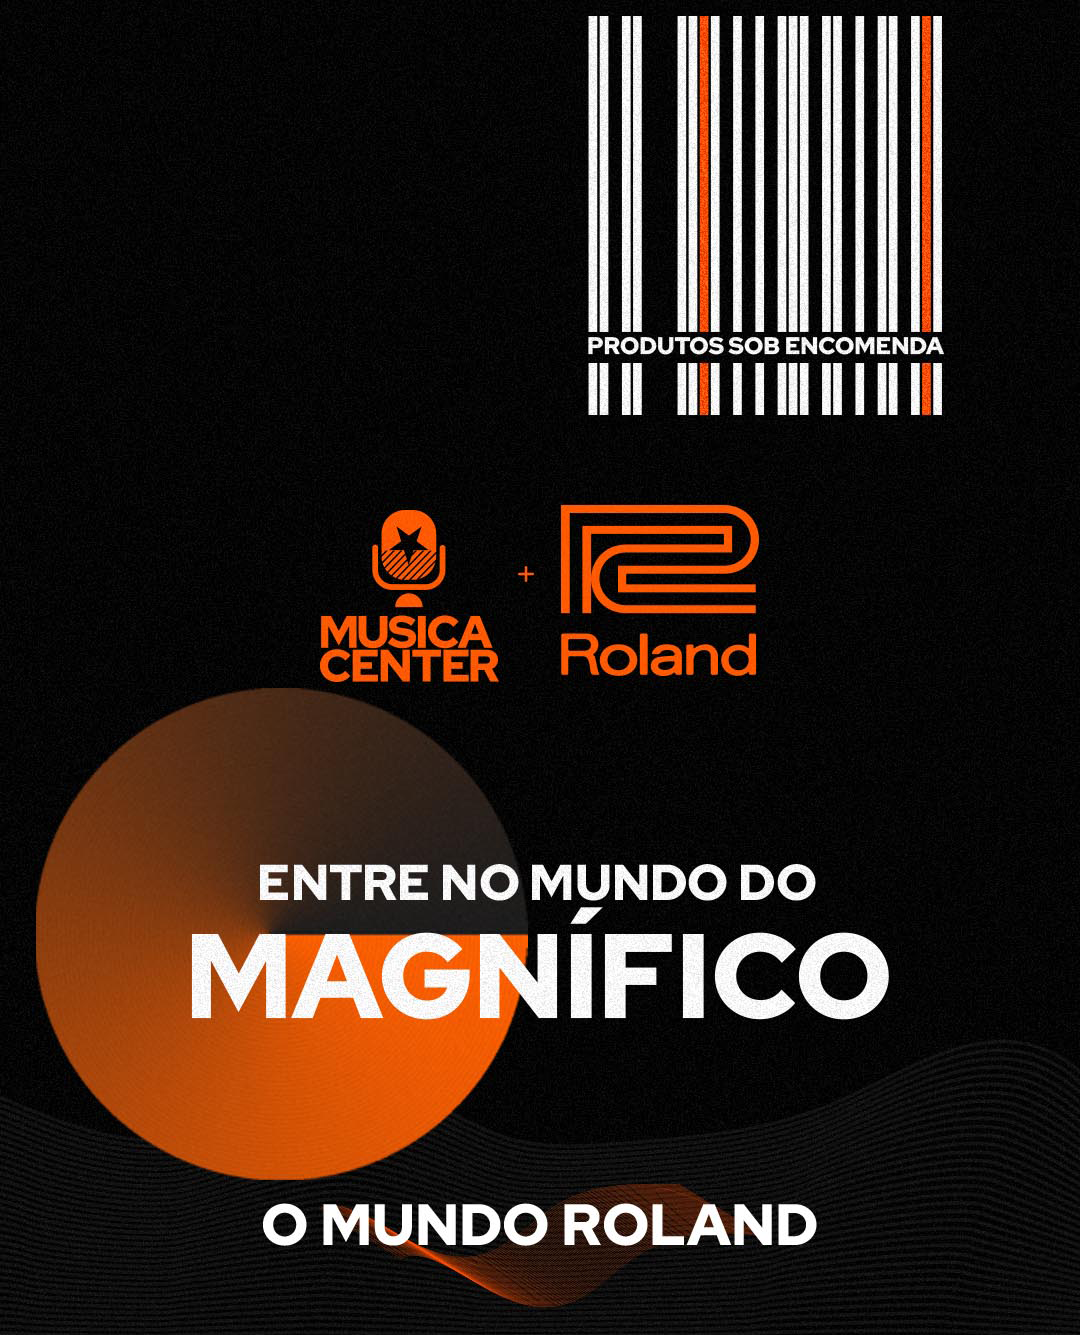 PRODUTOS SOB ENCOMENDA
MUSICA
CENTER
+
Roland
ENTRE NO MUNDO DO
MAGNÍFICO
O MUNDO ROLAND